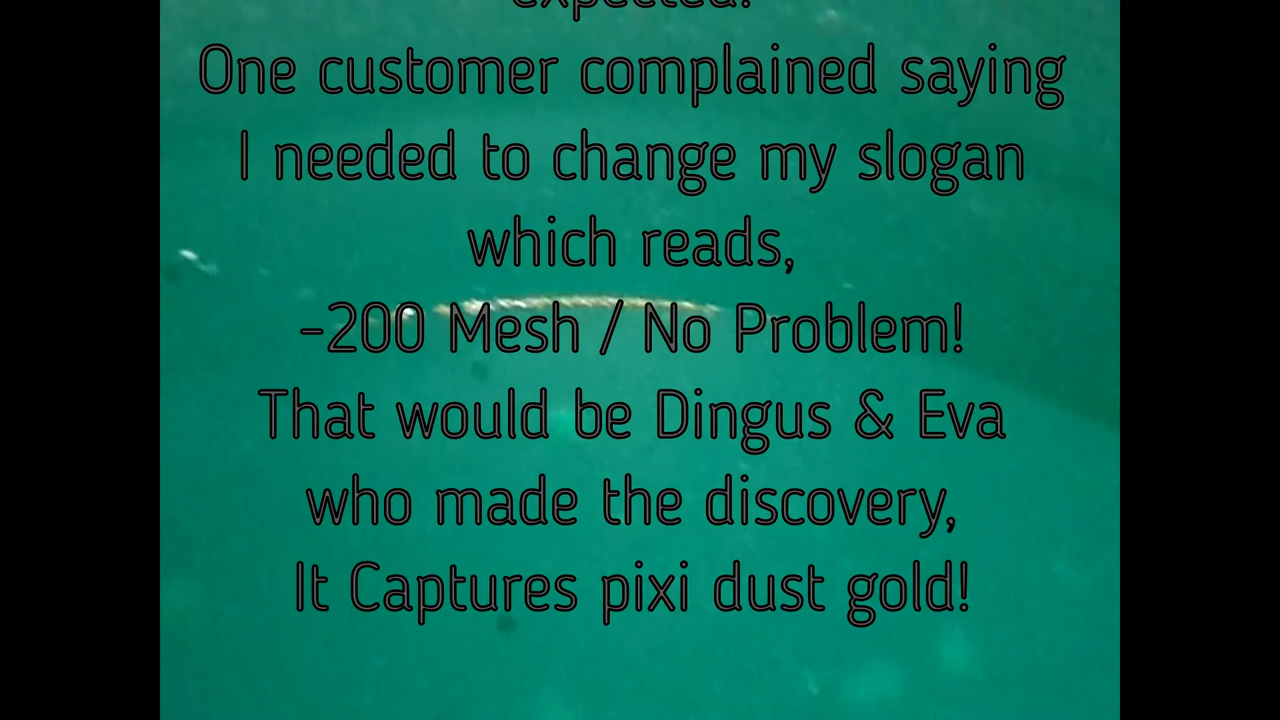 expected!
One customer complained saying
I needed to change my slogan
which reads,
-200 Mesh / No Problem!
That would be Dingus & Eva
who made the discovery,
It Captures pixi dust gold!